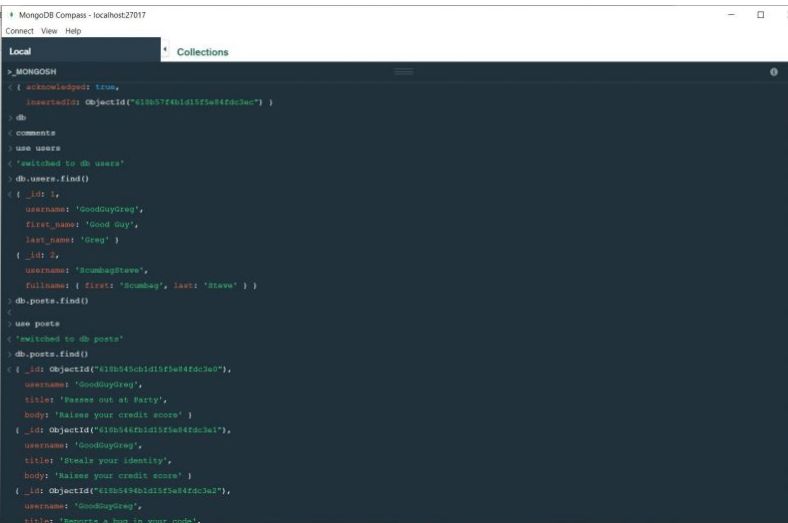 MongoDB Compass - localhost:27017
Connect View Help
Local
Collections
>_MONGOSH
< { acknowledged: true,
insertedId: ObjectId("618b57f4b1d15f5e84fdc3ec") }
> db
< comments
> use users
< 'switched to db users'
> db.users.find()
< { _id: 1,
username: 'GoodGuyGreg',
first_name: 'Good Guy',
last_name: 'Greg' }
{ _id: 2,
username: 'ScumbagSteve',
fullname: { first: 'Scumbag', last: 'Steve' } }
> db.posts.find()
<
> use posts
< 'switched to db posts'
> db.posts.find()
< { _id: ObjectId("618b545cb1d15f5e84fdc3e0"),
username: 'GoodGuyGreg',
title: 'Passes out at Party',
body: 'Raises your credit score' }
{ _id: ObjectId("618b546fb1d15f5e84fdc3e1"),
username: 'GoodGuyGreg',
title: 'Steals your identity',
body: 'Raises your credit score' }
{ _id: ObjectId("618b5494b1d15f5e84fdc3e2"),
username: 'GoodGuyGreg',
title: 'Reports a bug in your code',